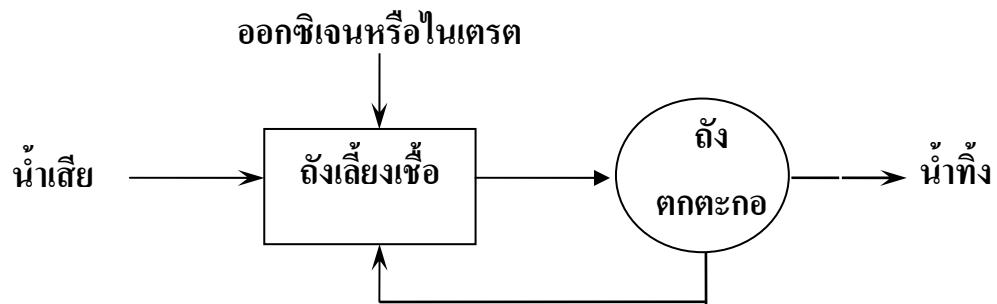 ออกซิเจนหรือไนเตรต
น้ำเสีย
ถังเลี้ยงเชื้อ
ถัง
ตกตะกอ
น้ำทิ้ง